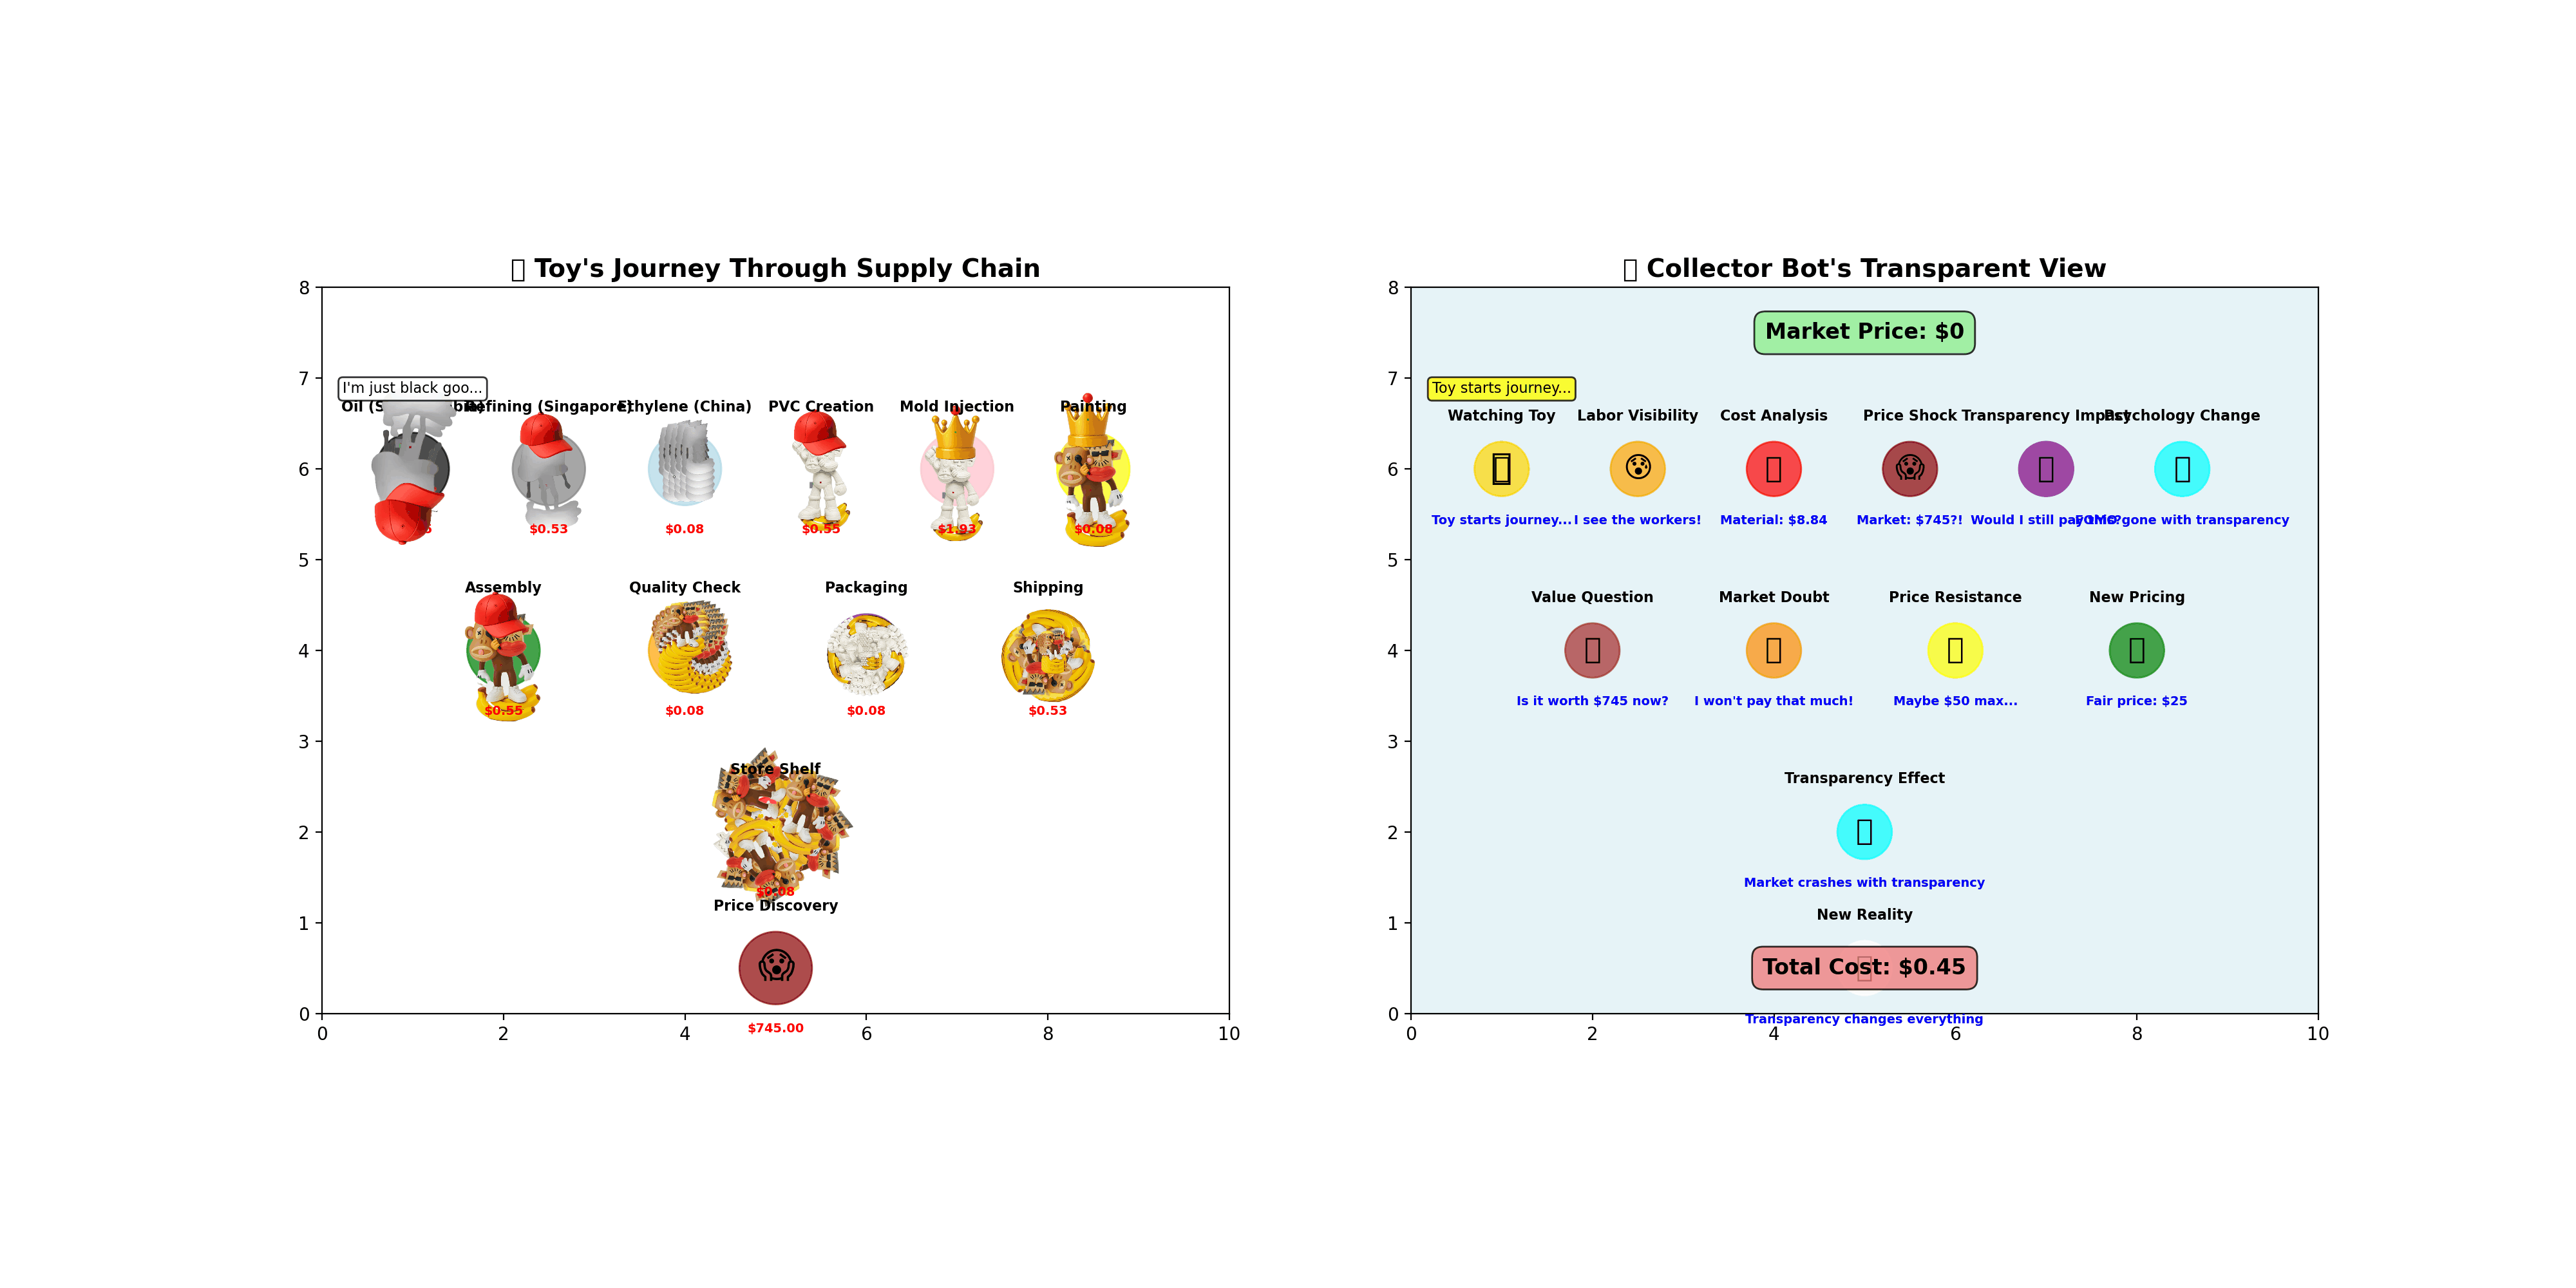 Toy's Journey Through Supply Chain
8
7
6
5
4
3
2
1
0
0
2
4
6
8
10
I'm just black goo...
Oil (S
Refining (Singapore)
Ethylene (China)
PVC Creation
Mold Injection
Painting
$0.53
$0.08
$0.55
$1.93
$0.08
Assembly
Quality Check
Packaging
Shipping
$0.55
$0.08
$0.08
$0.53
Store Shelf
$0.08
Price Discovery
$745.00
Collector Bot's Transparent View
8
7
6
5
4
3
2
1
0
0
2
4
6
8
10
Market Price: $0
Toy starts journey...
Watching Toy
Labor Visibility
Cost Analysis
Price Shock
Transparency Impact
Psychology Change
Toy starts journey...
I see the workers!
Material: $8.84
Market: $745?!
Would I still pay this?
FOMO gone with transparency
Value Question
Market Doubt
Price Resistance
New Pricing
Is it worth $745 now?
I won't pay that much!
Maybe $50 max...
Fair price: $25
Transparency Effect
Market crashes with transparency
New Reality
Total Cost: $0.45
Transparency changes everything